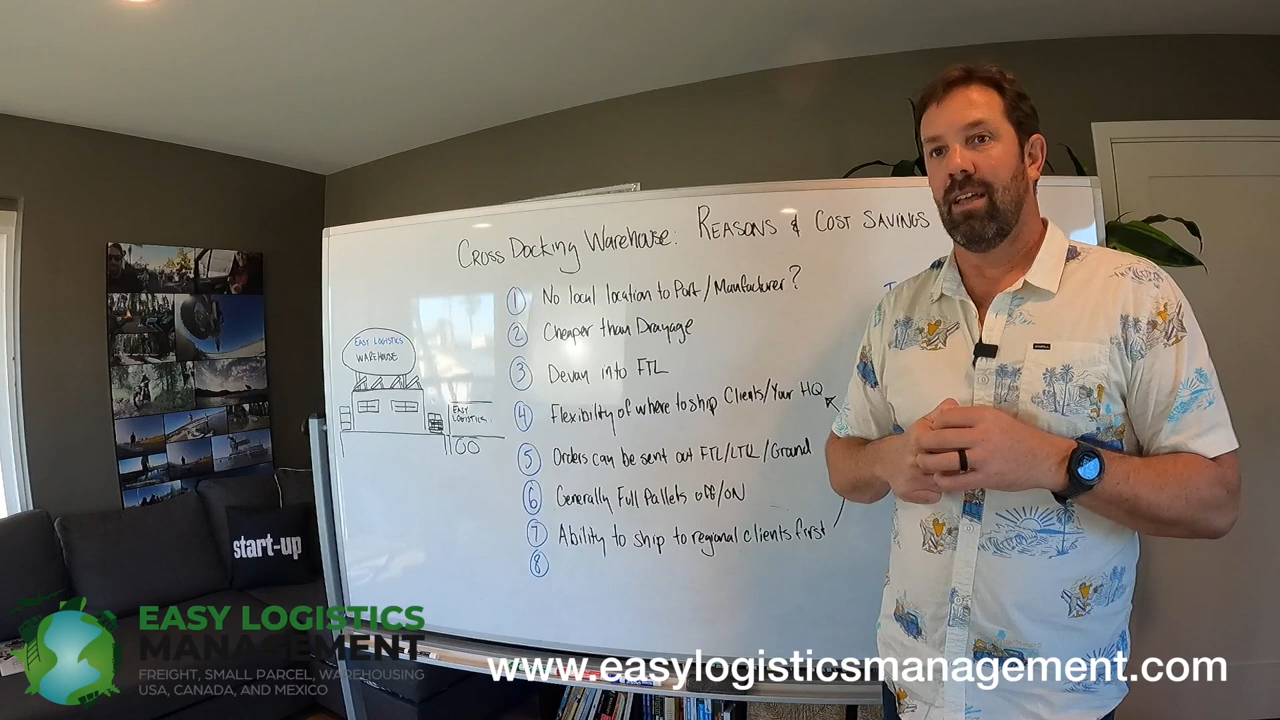 Cross Docking Warehouse: Reasons & Cost Savings
1 No local location to Port/Manfacturer?
2 Cheaper than Drayage
3 Devan into FTL
4 Flexibility of where to ship Clients/Your HQ
5 Orders can be sent out FTL/LTL/Ground
6 Generally Full Pallets off/ON
7 Ability to ship to regional clients first
8
EASY LOGISTICS
WAREHOUSE
EASY
LOGISTICS
start-up
EASY LOGISTICS
MANAGEMENT
FREIGHT, SMALL PARCEL, WAREHOUSING
USA, CANADA, AND MEXICO
www.easylogisticsmanagement.com